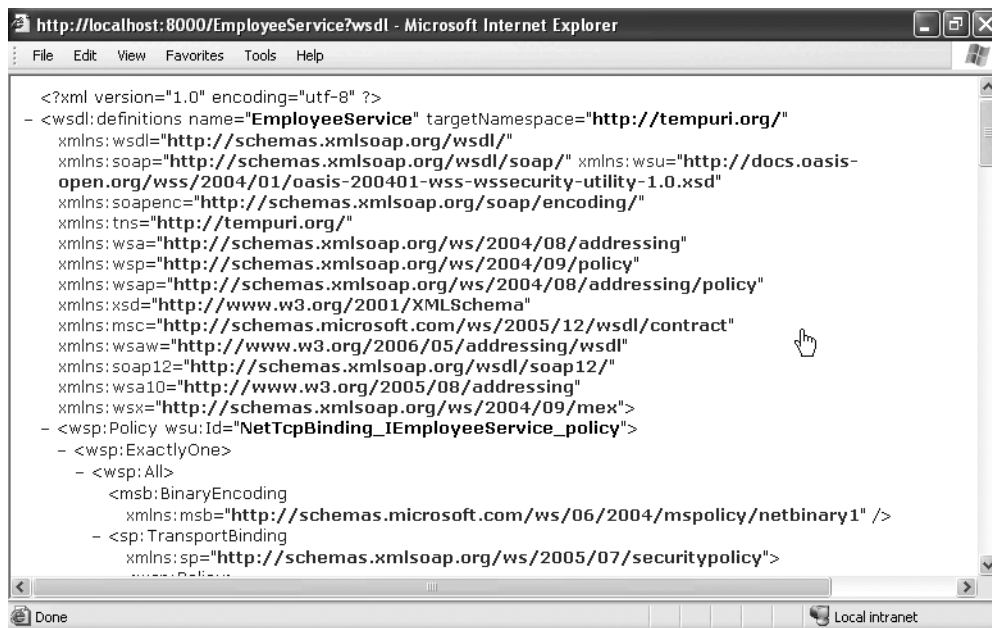 http://localhost:8000/EmployeeService?wsdl - Microsoft Internet Explorer
File Edit View Favorites Tools Help
<?xml version="1.0" encoding="utf-8" ?>
- <wsdl:definitions name="EmployeeService" targetNamespace="http://tempuri.org/"
xmlns:wsdl="http://schemas.xmlsoap.org/wsdl/"
xmlns:soap="http://schemas.xmlsoap.org/wsdl/soap/" xmlns:wsu="http://docs.oasis-
open.org/wss/2004/01/oasis-200401-wss-wssecurity-utility-1.0.xsd"
xmlns:soapenc="http://schemas.xmlsoap.org/soap/encoding/"
xmlns:tns="http://tempuri.org/"
xmlns:wsa="http://schemas.xmlsoap.org/ws/2004/08/addressing"
xmlns:wsp="http://schemas.xmlsoap.org/ws/2004/09/policy"
xmlns:wsap="http://schemas.xmlsoap.org/ws/2004/08/addressing/policy"
xmlns:xsd="http://www.w3.org/2001/XMLSchema"
xmlns:msc="http://schemas.microsoft.com/ws/2005/12/wsdl/contract"
xmlns:wsaw="http://www.w3.org/2006/05/addressing/wsdl"
xmlns:soap12="http://schemas.xmlsoap.org/wsdl/soap12/"
xmlns:wsa10="http://www.w3.org/2005/08/addressing"
xmlns:wsx="http://schemas.xmlsoap.org/ws/2004/09/mex">
- <wsp:Policy wsu:Id="NetTcpBinding_IEmployeeService_policy">
- <wsp:ExactlyOne>
- <wsp:All>
<msb:BinaryEncoding
xmlns:msb="http://schemas.microsoft.com/ws/06/2004/mspolicy/netbinary1" />
- <sp:TransportBinding
xmlns:sp="http://schemas.xmlsoap.org/ws/2005/07/securitypolicy">
Done
Local intranet